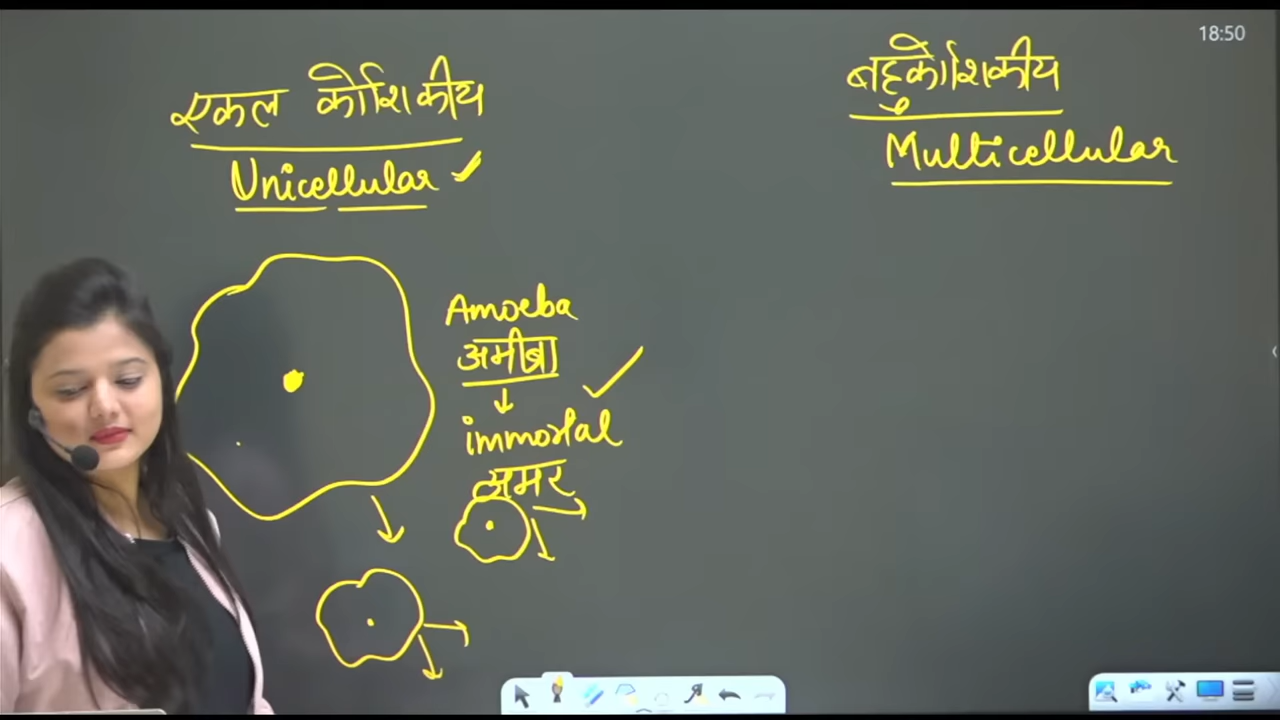 18:50
एकल कोशिकीय
Unicellular
Amoeba
अमीबा
immortal
अमर
बहुकोशिकीय
Multicellular